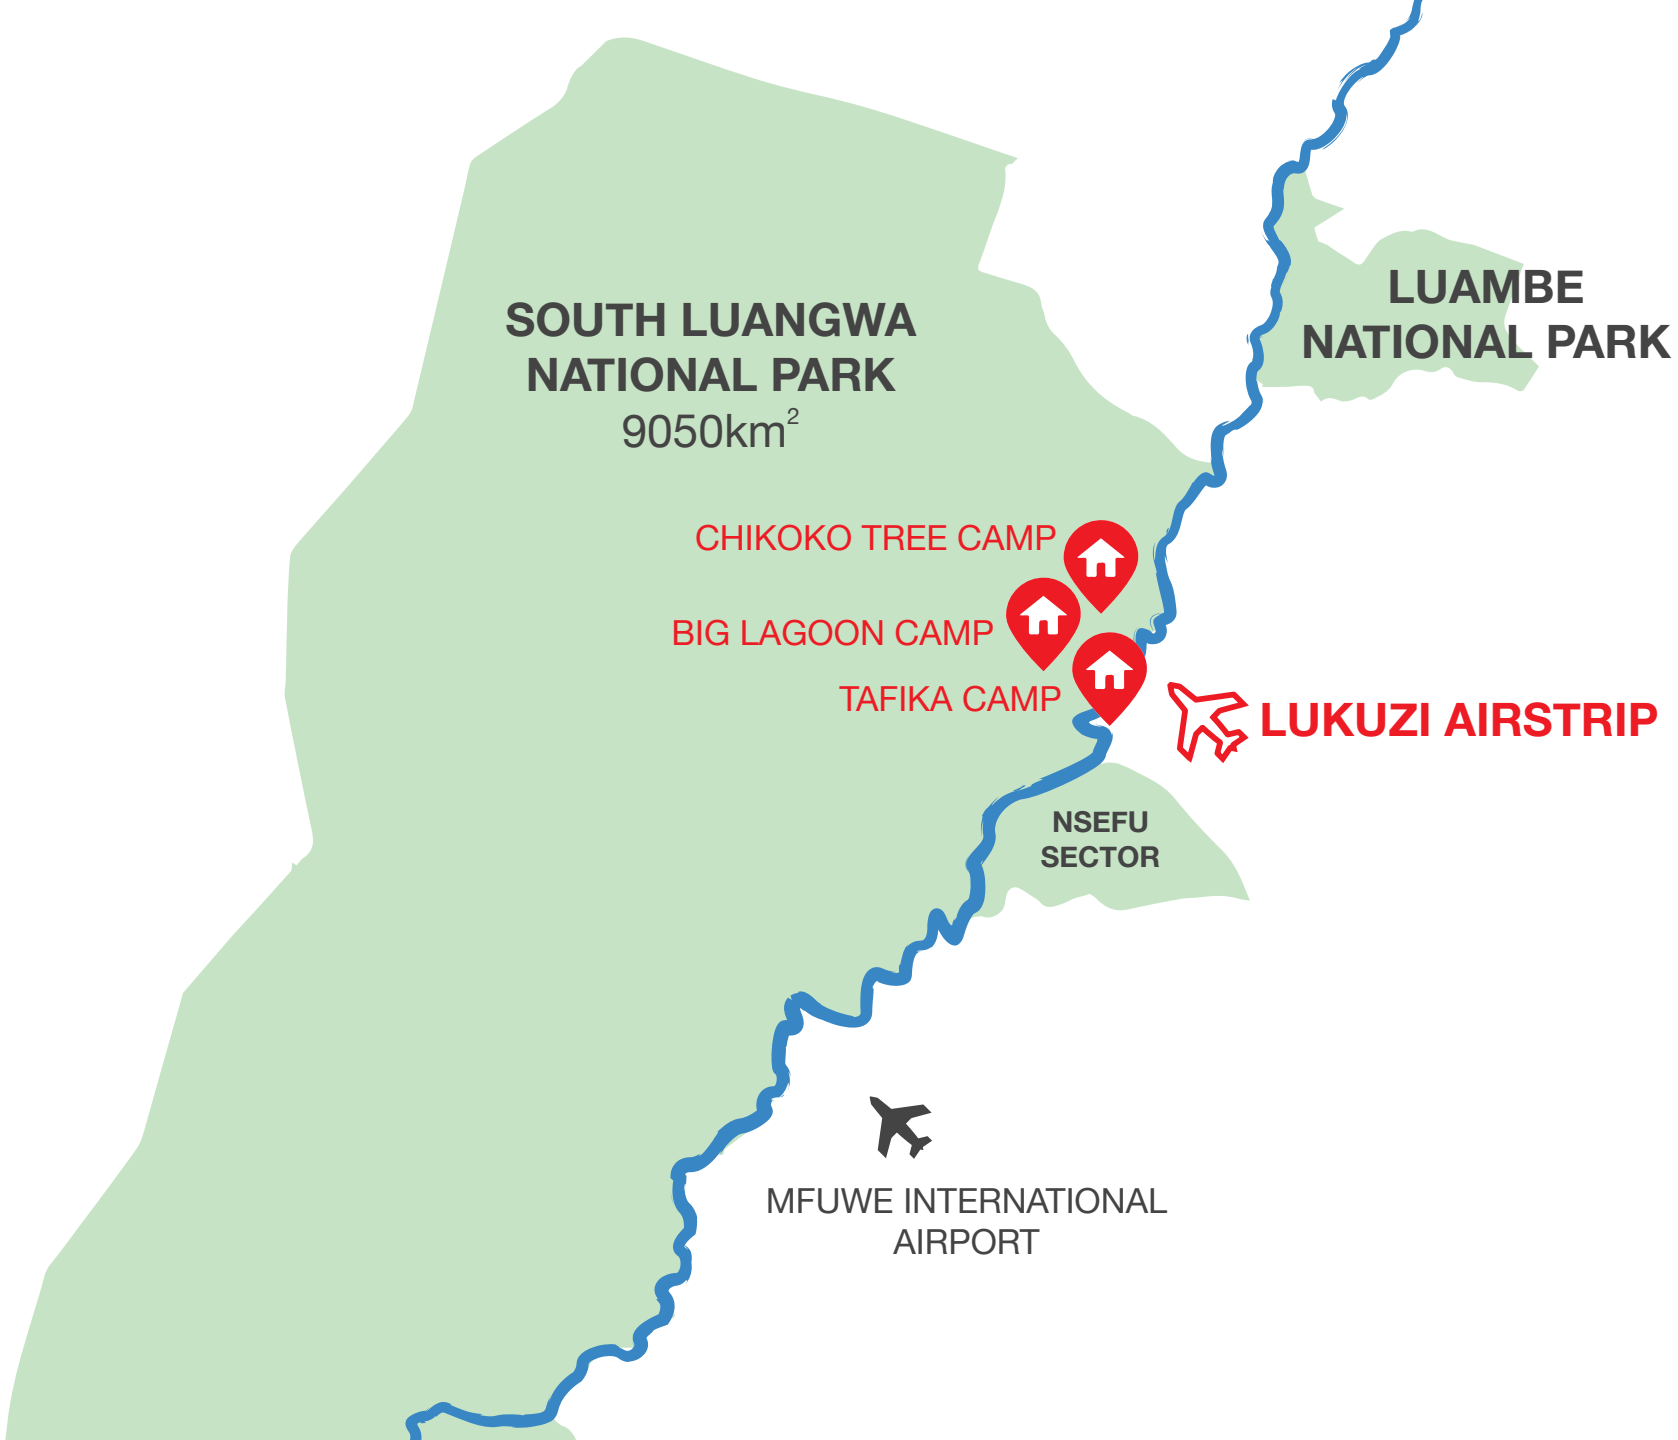 SOUTH LUANGWA
NATIONAL PARK
9050km²
LUAMBE
NATIONAL PARK
CHIKOKO TREE CAMP
BIG LAGOON CAMP
TAFIKA CAMP
LUKUZI AIRSTRIP
NSEFU
SECTOR
MFUWE INTERNATIONAL
AIRPORT